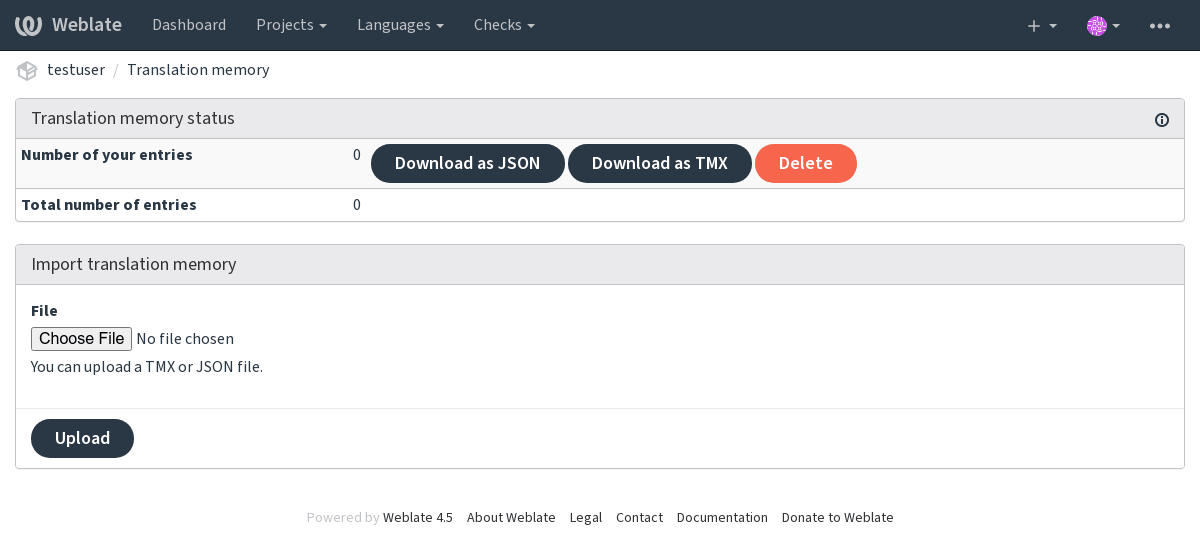 Weblate Dashboard Projects Languages Checks
testuser / Translation memory
Translation memory status
Number of your entries 0 Download as JSON Download as TMX Delete
Total number of entries 0
Import translation memory
File
Choose File No file chosen
You can upload a TMX or JSON file.
Upload
Powered by Weblate 4.5 About Weblate Legal Contact Documentation Donate to Weblate